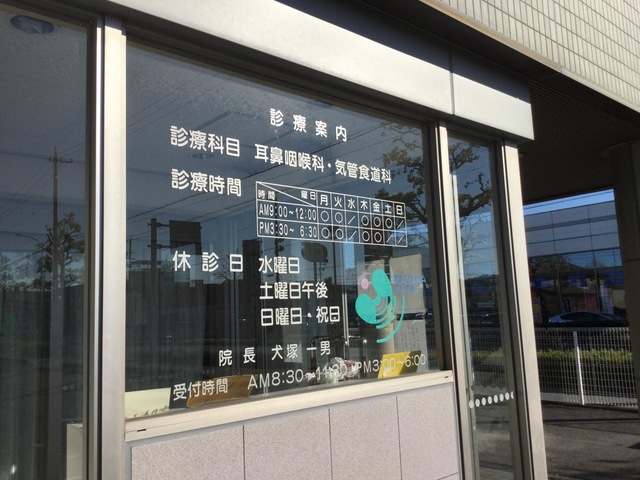 診療案内
診療科目 耳鼻咽喉科・気管食道科
診療時間
時間 曜日 月 火 水 木 金 土 日
AM9:00~12:00 〇 〇 / 〇 〇 〇 /
PM3:30~ 6:30 〇 〇 / 〇 〇 / /
休診日 水曜日
土曜日午後
日曜日・祝日
院長 犬塚 一男
受付時間 AM8:30~11:30 PM3:00~6:00